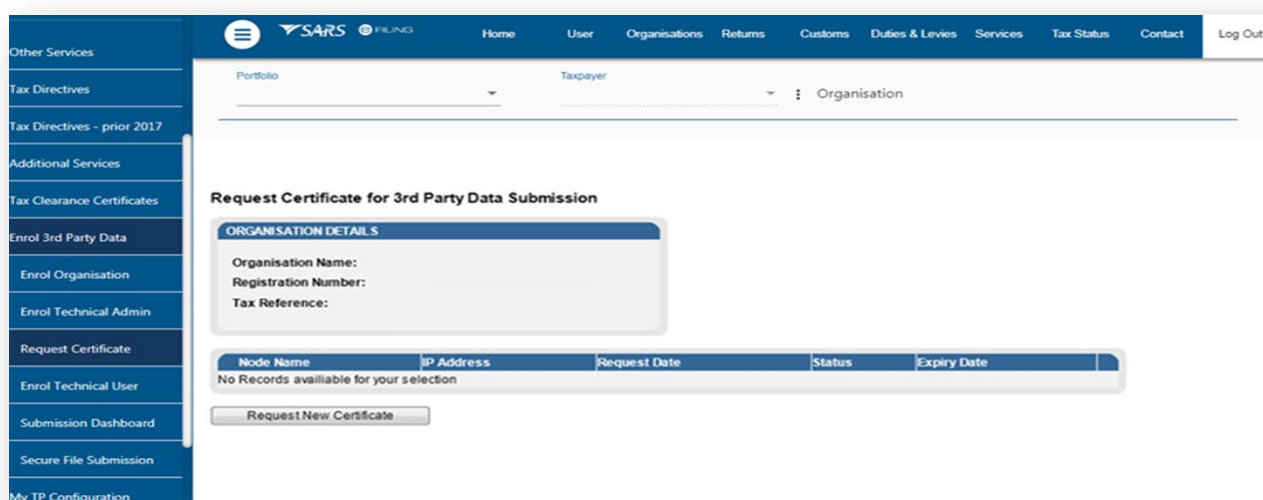 SARS eFILING
Home User Organisations Returns Customs Duties & Levies Services Tax Status Contact Log Out
Other Services
Tax Directives
Tax Directives - prior 2017
Additional Services
Tax Clearance Certificates
Enrol 3rd Party Data
Enrol Organisation
Enrol Technical Admin
Request Certificate
Enrol Technical User
Submission Dashboard
Secure File Submission
My TP Configuration
Portfolio Taxpayer
Organisation
Request Certificate for 3rd Party Data Submission
ORGANISATION DETAILS
Organisation Name:
Registration Number:
Tax Reference:
Node Name IP Address Request Date Status Expiry Date
No Records availiable for your selection
Request New Certificate